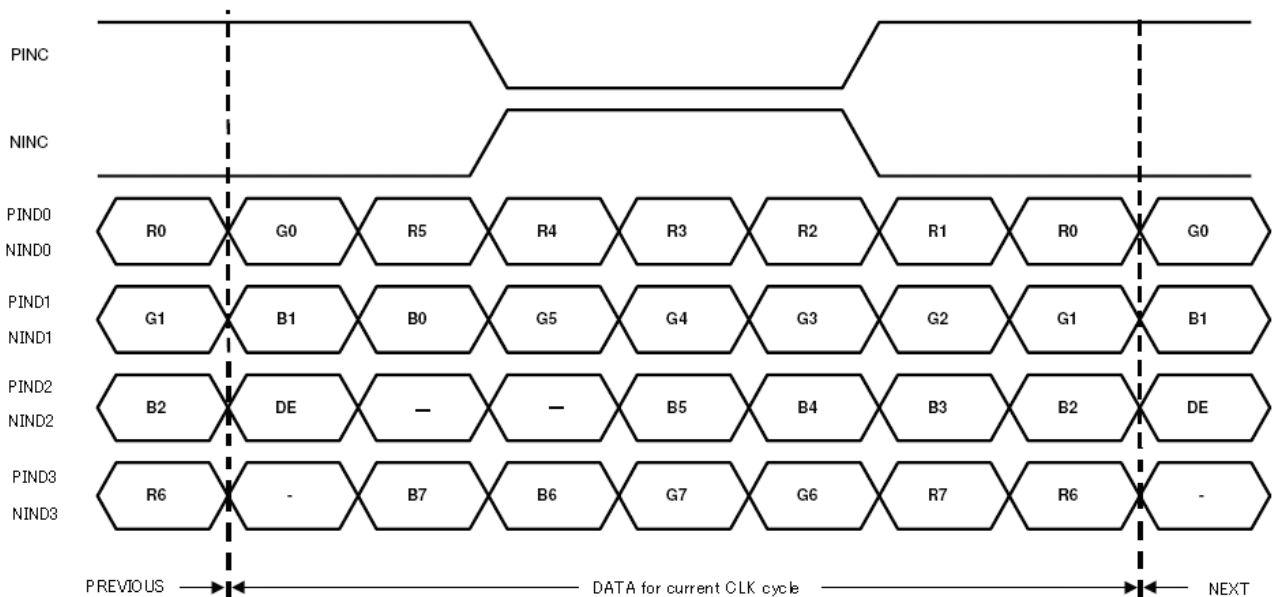 PINC
NINC
PIND0
R0 G0 R5 R4 R3 R2 R1 R0 G0
NIND0
PIND1
G1 B1 B0 G5 G4 G3 G2 G1 B1
NIND1
PIND2
B2 DE — — B5 B4 B3 B2 DE
NIND2
PIND3
R6 - B7 B6 G7 G6 R7 R6 -
NIND3
PREVIOUS DATA for current CLK cycle NEXT